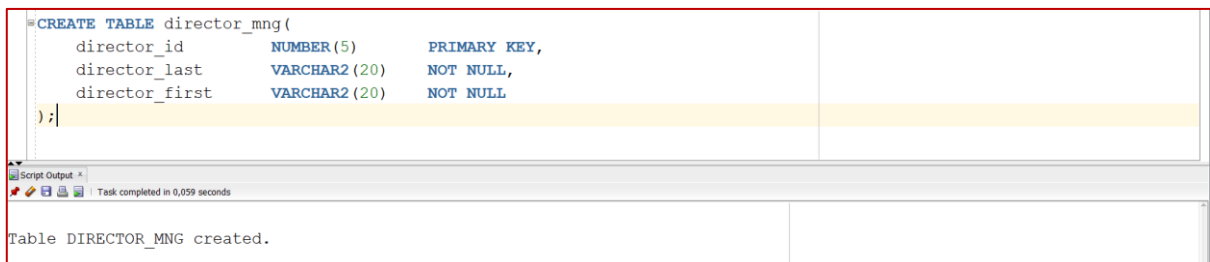 CREATE TABLE director_mng(
director_id NUMBER(5) PRIMARY KEY,
director_last VARCHAR2(20) NOT NULL,
director_first VARCHAR2(20) NOT NULL
);
Script Output ×
Task completed in 0,059 seconds
Table DIRECTOR_MNG created.